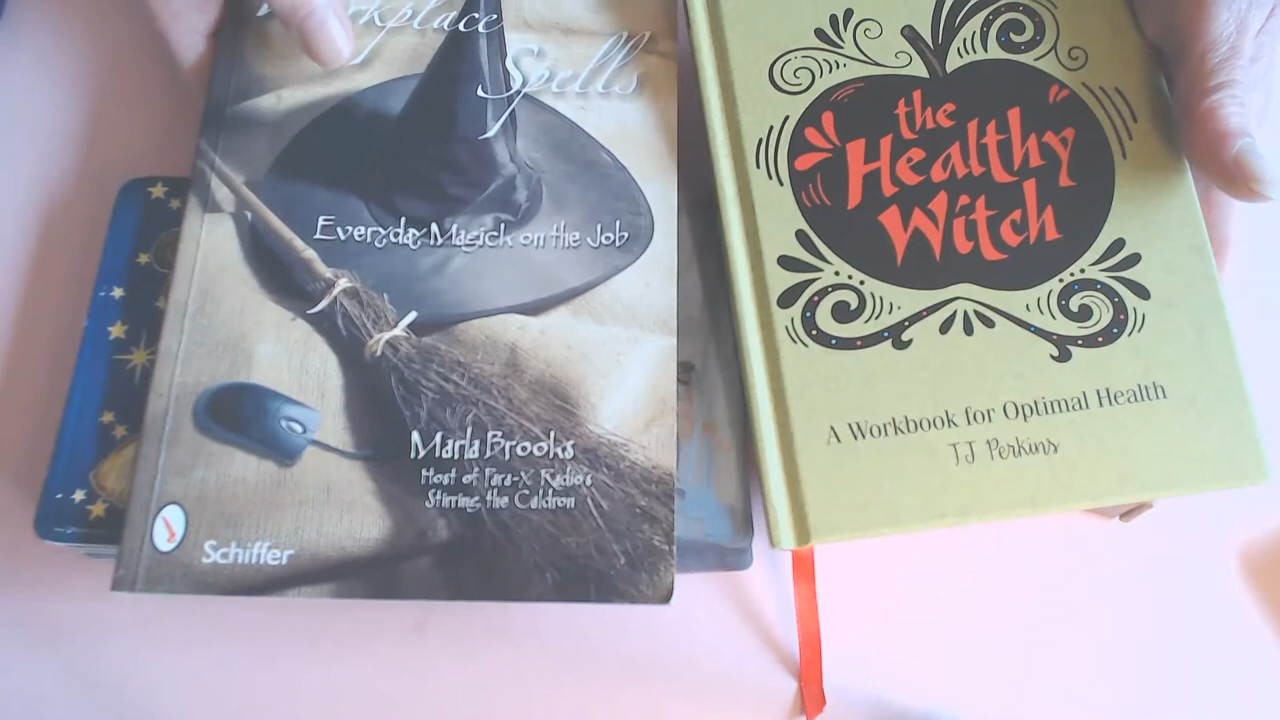 Workplace
Spells
Everyday Magick on the Job
Marla Brooks
Host of Para-X Radio's
Stirring the Caldron
Schiffer
the
Healthy
Witch
A Workbook for Optimal Health
TJ Perkins